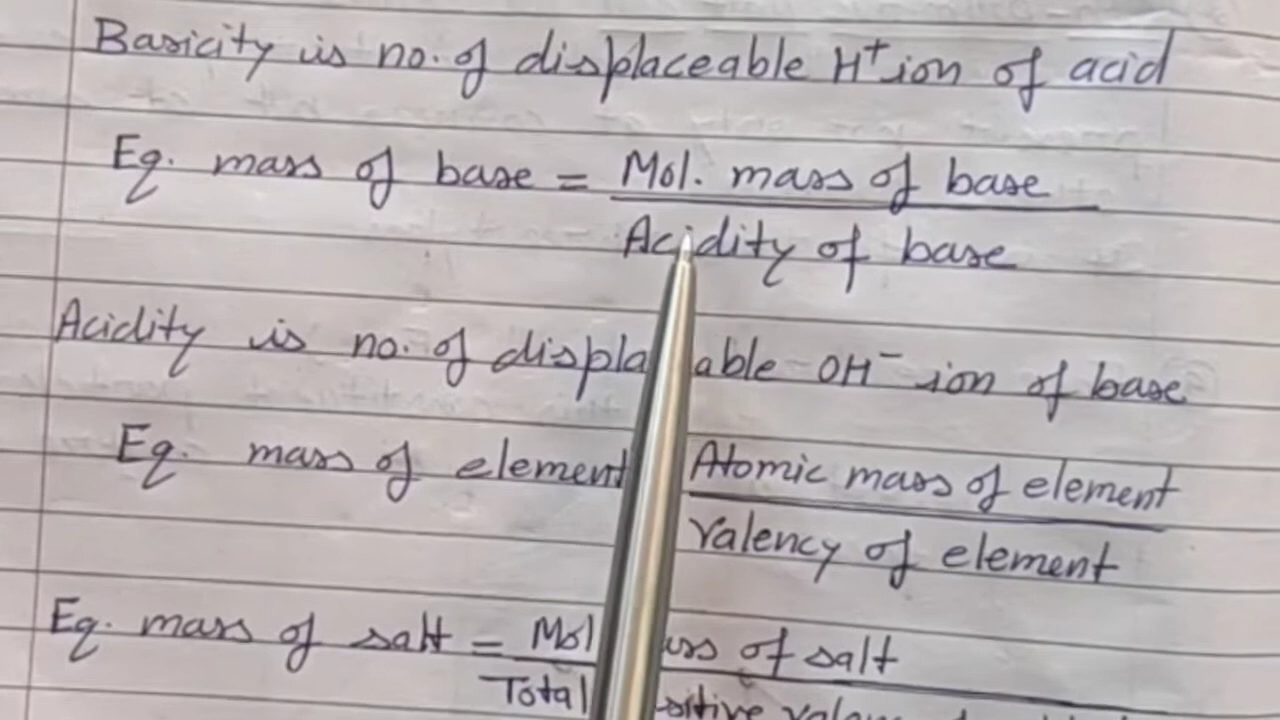 Basicity is no. of displaceable H⁺ ion of acid
Eq. mass of base = Mol. mass of base
Acidity of base
Acidity is no. of displa able OH⁻ ion of base
Eq. mass of element Atomic mass of element
Valency of element
Eq. mass of salt = Mol of salt
Total